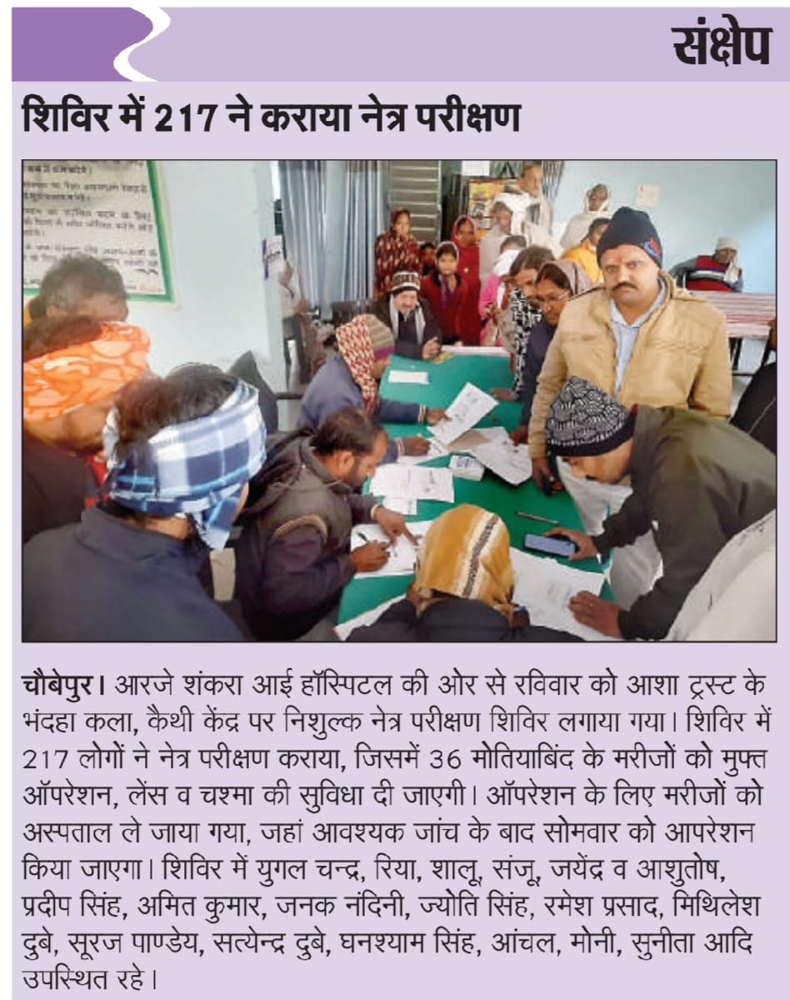 संक्षेप
शिविर में 217 ने कराया नेत्र परीक्षण
चौबेपुर। आरजे शंकरा आई हॉस्पिटल की ओर से रविवार को आशा ट्रस्ट के
भंदहा कला, कैथी केंद्र पर निशुल्क नेत्र परीक्षण शिविर लगाया गया। शिविर में
217 लोगों ने नेत्र परीक्षण कराया, जिसमें 36 मोतियाबिंद के मरीजों को मुफ्त
ऑपरेशन, लेंस व चश्मा की सुविधा दी जाएगी। ऑपरेशन के लिए मरीजों को
अस्पताल ले जाया गया, जहां आवश्यक जांच के बाद सोमवार को आपरेशन
किया जाएगा। शिविर में युगल चन्द्र, रिया, शालू, संजू, जयेंद्र व आशुतोष,
प्रदीप सिंह, अमित कुमार, जनक नंदिनी, ज्योति सिंह, रमेश प्रसाद, मिथिलेश
दुबे, सूरज पाण्डेय, सत्येन्द्र दुबे, घनश्याम सिंह, आंचल, मोनी, सुनीता आदि
उपस्थित रहे।